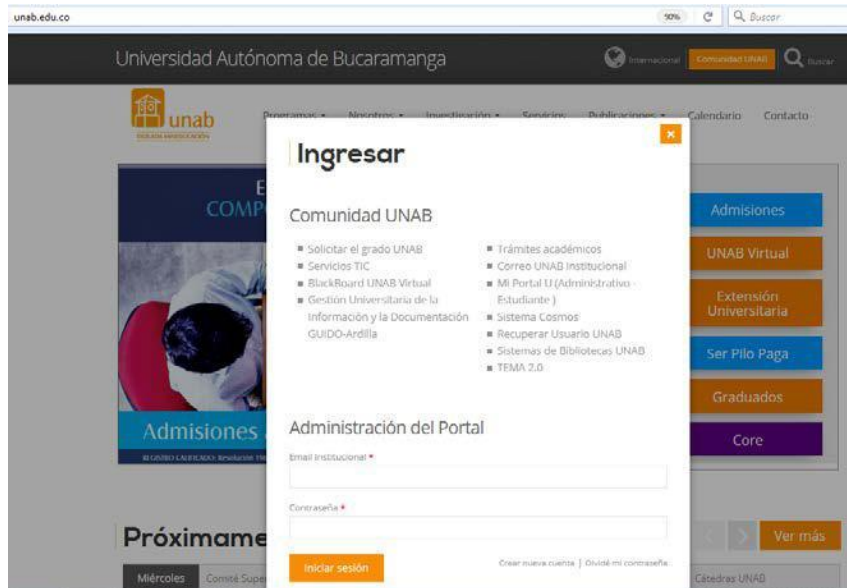 unab.edu.co
90%
Buscar
Universidad Autónoma de Bucaramanga
Internacional
Comunidad UNAB
Buscar
unab
Programas
Nosotros
Investigación
Servicios
Publicaciones
Calendario
Contacto
Ingresar
Comunidad UNAB
Solicitar el grado UNAB
Servicios TIC
BlackBoard UNAB Virtual
Gestión Universitaria de la
Información y la Documentación
GUIDO-Ardilla
Trámites académicos
Correo UNAB Institucional
Mi Portal U (Administrativo -
Estudiante )
Sistema Cosmos
Recuperar Usuario UNAB
Sistemas de Bibliotecas UNAB
TEMA 2.0
Administración del Portal
Email Institucional *
Contraseña *
Iniciar sesión
Crear nueva cuenta | Olvidé mi contraseña
E
COMP
Admisiones
Admisiones
UNAB Virtual
Extensión
Universitaria
Ser Pilo Paga
Graduados
Core
Próximame
Ver más
Miércoles
Comité Supe
Cátedras UNAB